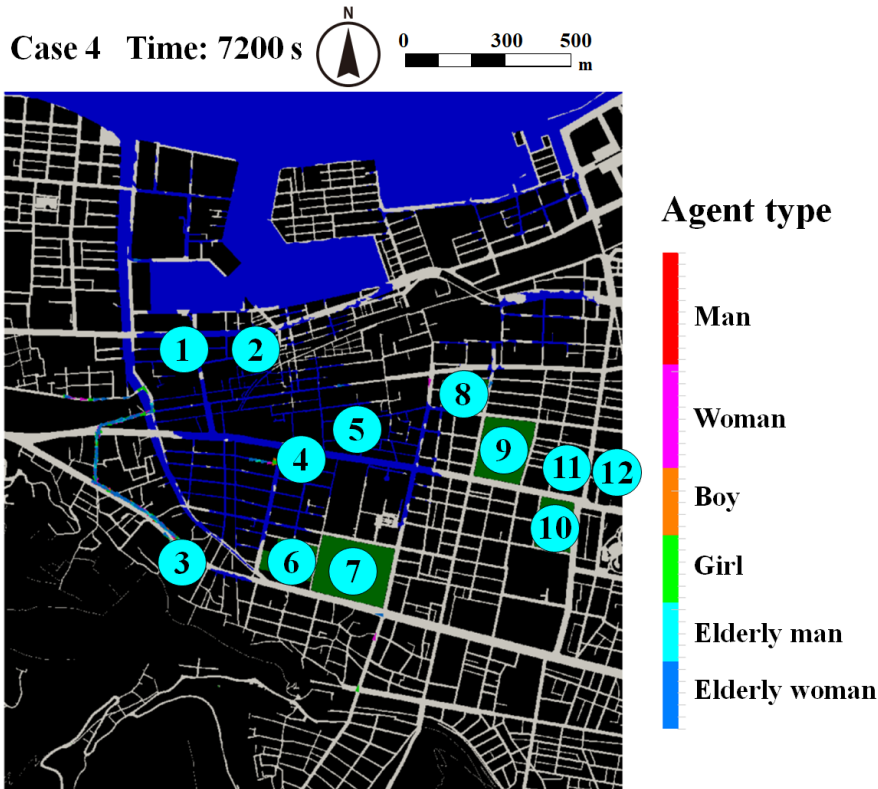 Case 4 Time: 7200 s
N
0 300 500
m
Agent type
Man
Woman
Boy
Girl
Elderly man
Elderly woman
1
2
8
5
9
4
11
12
10
3
6
7